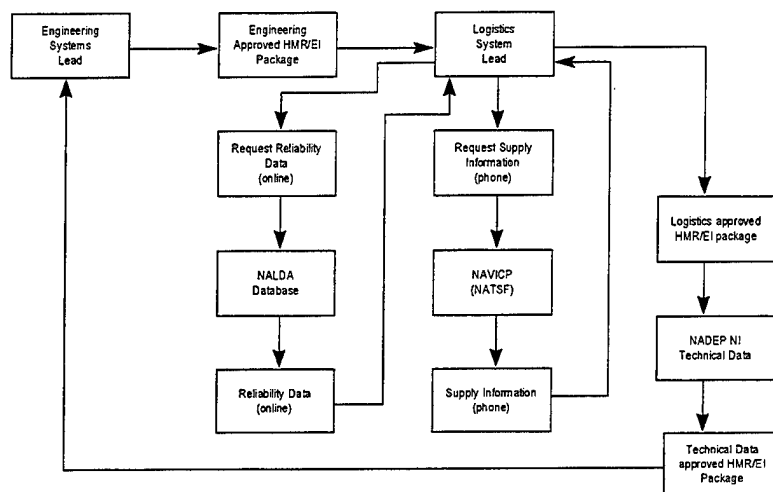 Engineering
Systems
Lead
Engineering
Approved HMR/EI
Package
Logistics
System
Lead
Request Reliability
Data
(online)
Request Supply
Information
(phone)
Logistics approved
HMR/EI package
NALDA
Database
NAVICP
(NATSF)
NADEP NI
Technical Data
Reliability Data
(online)
Supply Information
(phone)
Technical Data
approved HMR/EI
Package